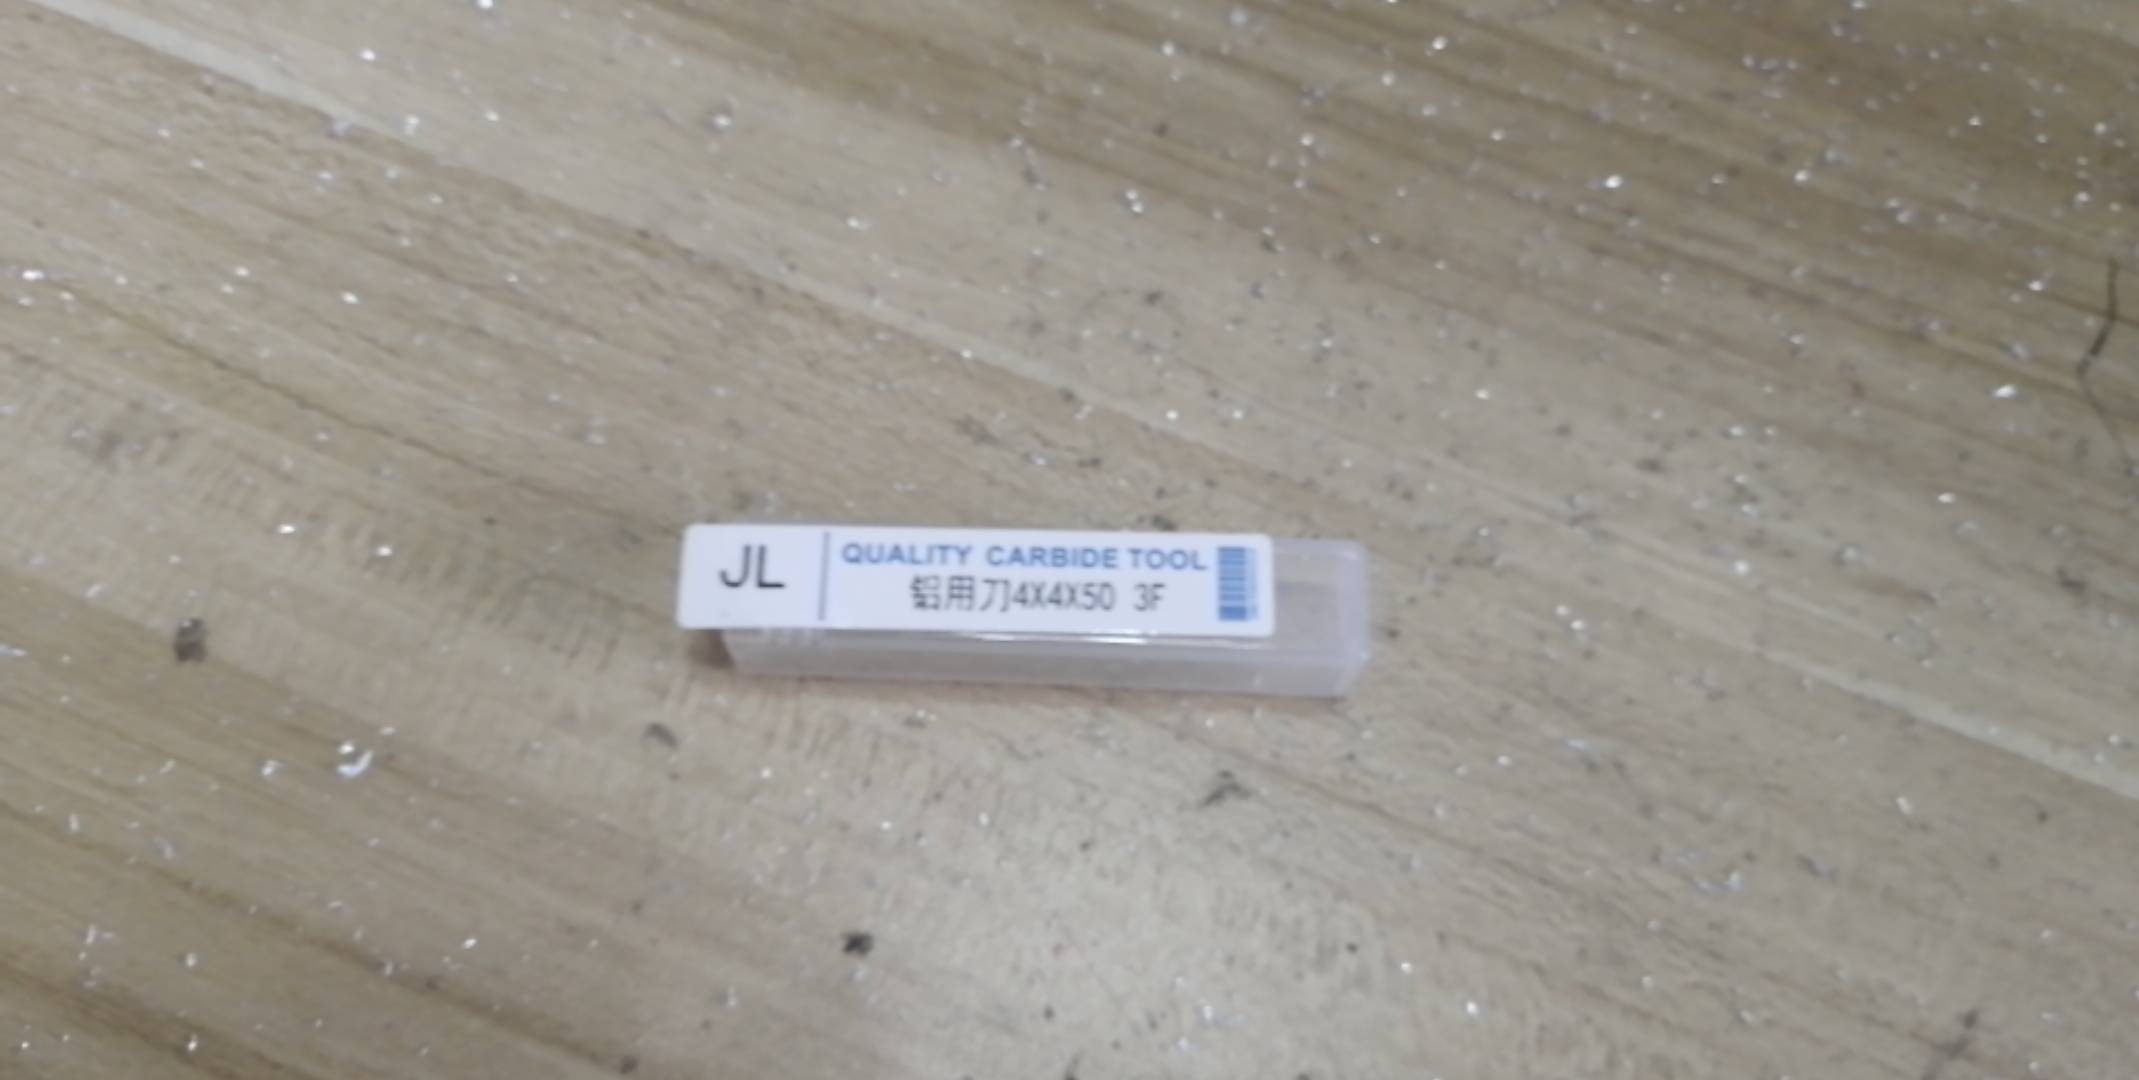 JL
QUALITY CARBIDE TOOL
铝用刀4X4X50 3F